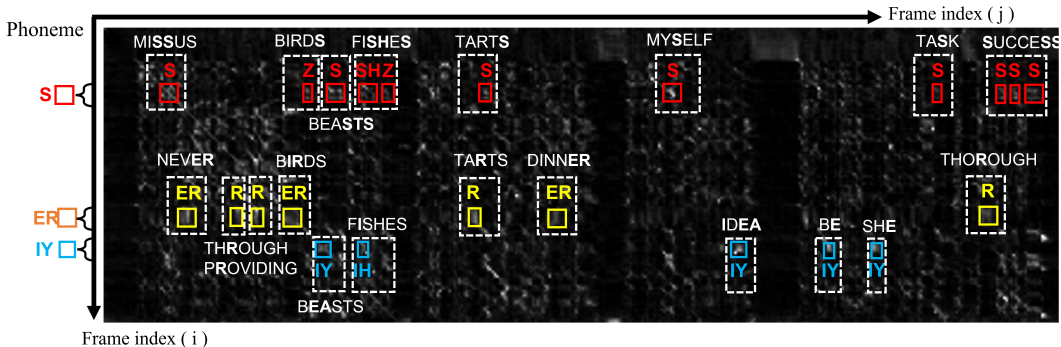 Phoneme
Frame index ( j )
MISSUS BIRDS FISHES TARTS MYSELF TASK SUCCESS
S Z S SH Z S S S S S S
S
BEASTS
NEVER BIRDS TARTS DINNER THOROUGH
ER R R ER R ER R
ER
FISHES IDEA BE SHE
IY
THROUGH
PROVIDING
IY IH IY IY IY
BEASTS
Frame index ( i )